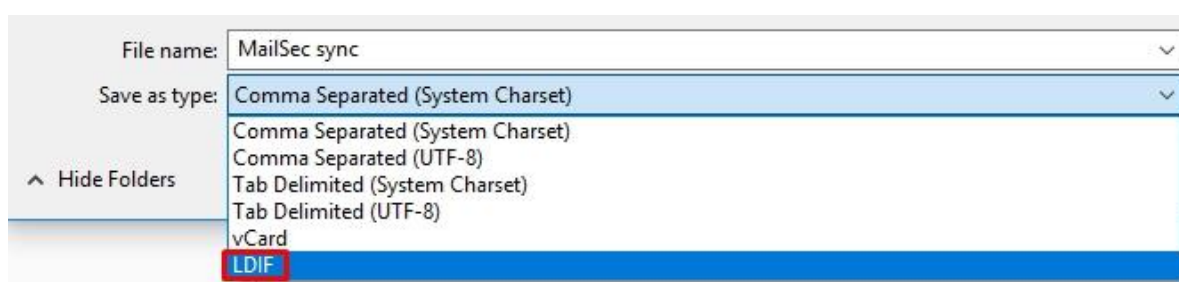 File name: MailSec sync
Save as type: Comma Separated (System Charset)
Comma Separated (System Charset)
Comma Separated (UTF-8)
Hide Folders
Tab Delimited (System Charset)
Tab Delimited (UTF-8)
vCard
LDIF